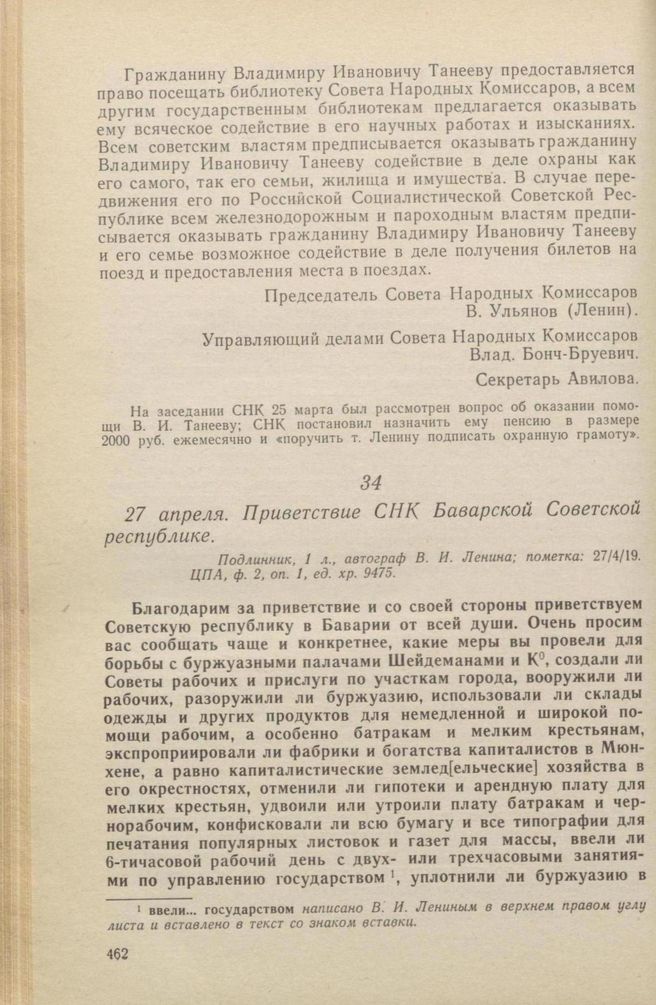 Гражданину Владимиру Ивановичу Танееву предоставляется
право посещать библиотеку Совета Народных Комиссаров, а всем
другим государственным библиотекам предлагается оказывать
ему всяческое содействие в его научных работах и изысканиях.
Всем советским властям предписывается оказывать гражданину
Владимиру Ивановичу Танееву содействие в деле охраны как
его самого, так его семьи, жилища и имущества. В случае пере-
движения его по Российской Социалистической Советской Рес-
публике всем железнодорожным и пароходным властям предпи-
сывается оказывать гражданину Владимиру Ивановичу Танееву
и его семье возможное содействие в деле получения билетов на
поезд и предоставления места в поездах.
Председатель Совета Народных Комиссаров
В. Ульянов (Ленин).
Управляющий делами Совета Народных Комиссаров
Влад. Бонч-Бруевич.
Секретарь Авилова.
На заседании СНК 25 марта был рассмотрен вопрос об оказании помо-
щи В. И. Танееву; СНК постановил назначить ему пенсию в размере
2000 руб. ежемесячно и «поручить т. Ленину подписать охранную грамоту».
34
27 апреля. Приветствие СНК Баварской Советской
республике.
Подлинник, 1 л., автограф В. И. Ленина; пометка: 27/4/19.
ЦПА, ф. 2, оп. 1, ед. хр. 9475.
Благодарим за приветствие и со своей стороны приветствуем
Советскую республику в Баварии от всей души. Очень просим
вас сообщать чаще и конкретнее, какие меры вы провели для
борьбы с буржуазными палачами Шейдеманами и К⁰, создали ли
Советы рабочих и прислуги по участкам города, вооружили ли
рабочих, разоружили ли буржуазию, использовали ли склады
одежды и других продуктов для немедленной и широкой по-
мощи рабочим, а особенно батракам и мелким крестьянам,
экспроприировали ли фабрики и богатства капиталистов в Мюн-
хене, а равно капиталистические землед[ельческие] хозяйства в
его окрестностях, отменили ли гипотеки и арендную плату для
мелких крестьян, удвоили или утроили плату батракам и чер-
норабочим, конфисковали ли всю бумагу и все типографии для
печатания популярных листовок и газет для массы, ввели ли
6-тичасовой рабочий день с двух- или трехчасовыми занятия-
ми по управлению государством ¹, уплотнили ли буржуазию в
¹ ввели... государством написано В. И. Лениным в верхнем правом углу
листа и вставлено в текст со знаком вставки.
462